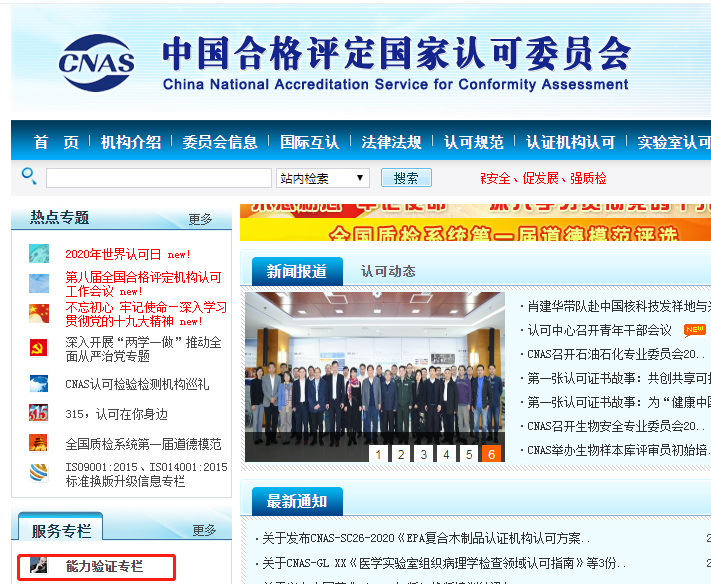 CNAS
中国合格评定国家认可委员会
China National Accreditation Service for Conformity Assessment
首 页 机构介绍 委员会信息 国际互认 法律法规 认可规范 认证机构认可 实验室认可
站内检索 ▼ 搜索 保安全、促发展、强质检
热点专题 更多
2020年世界认可日 new!
第八届全国合格评定机构认可
工作会议 new!
不忘初心 牢记使命—深入学习
贯彻党的十九大精神 new!
深入开展“两学一做”推动全
面从严治党专题
CNAS认可检验检测机构巡礼
315
315，认可在你身边
全国质检系统第一届道德模范
ISO9001:2015、ISO14001:2015
标准换版升级信息专栏
服务专栏 更多
能力验证专栏
全国质检系统第一届道德模范评选
新闻报道 认可动态
1 2 3 4 5 6
·肖建华带队赴中国核科技发祥地与
·认可中心召开青年干部会议 NEW
·CNAS召开石油石化专业委员会20..
·第一张认可证书故事：共创共享可
·第一张认可证书故事：为“健康中
·CNAS召开生物安全专业委员会20..
·CNAS举办生物样本库评审员初始培.
最新通知
·关于发布CNAS-SC26-2020《EPA复合木制品认证机构认可方案..
·关于CNAS-GL XX《医学实验室组织病理学检查领域认可指南》等3份..